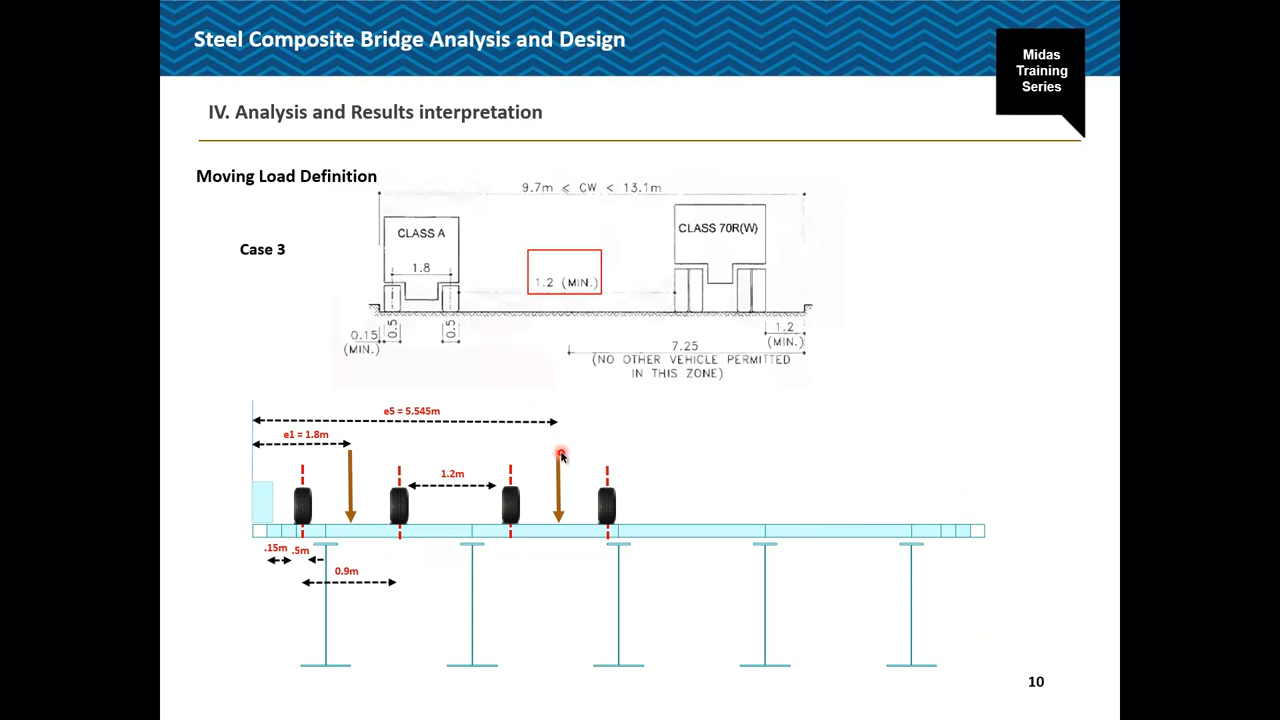 Steel Composite Bridge Analysis and Design
Midas
Training
Series
IV. Analysis and Results interpretation
Moving Load Definition
9.7m ≤ CW < 13.1m
CLASS A
CLASS 70R(W)
Case 3
1.8
1.2 (MIN.)
0.15
(MIN.)
0.5
0.5
1.2
(MIN.)
7.25
(NO OTHER VEHICLE PERMITTED
IN THIS ZONE)
e5 = 5.545m
e1 = 1.8m
1.2m
.15m
.5m
0.9m
10